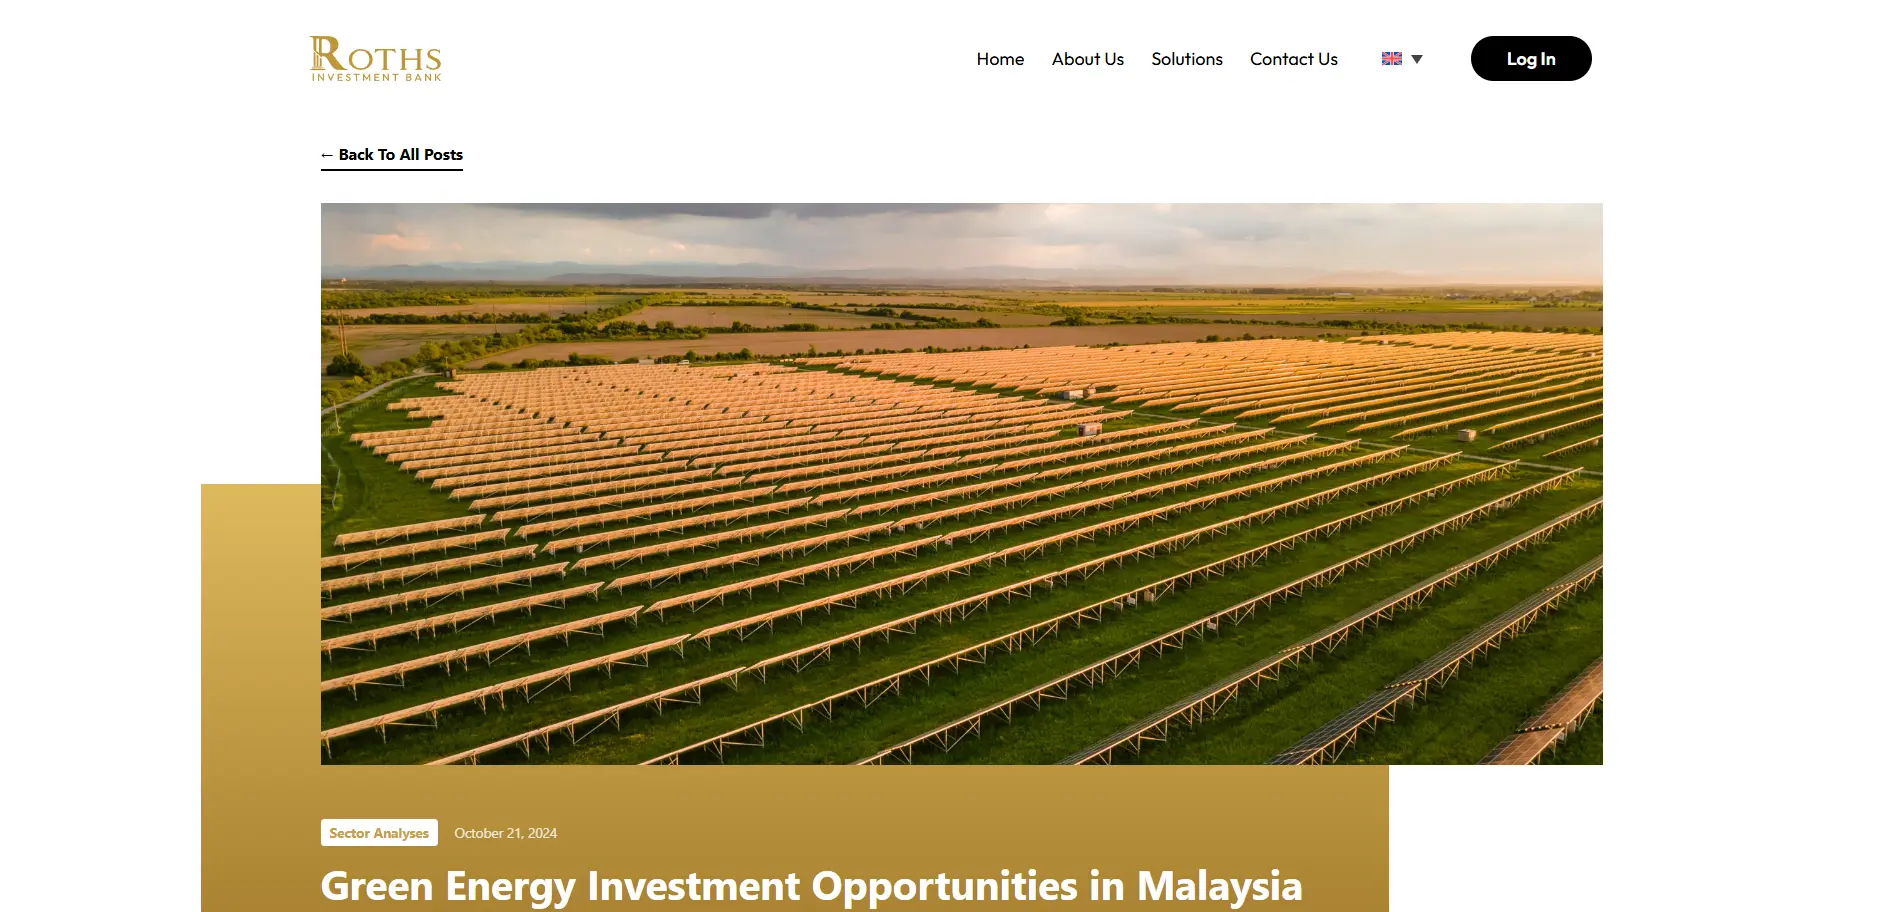 ROTHS
INVESTMENT BANK
Home About Us Solutions Contact Us Log In
← Back To All Posts
Sector Analyses October 21, 2024
Green Energy Investment Opportunities in Malaysia